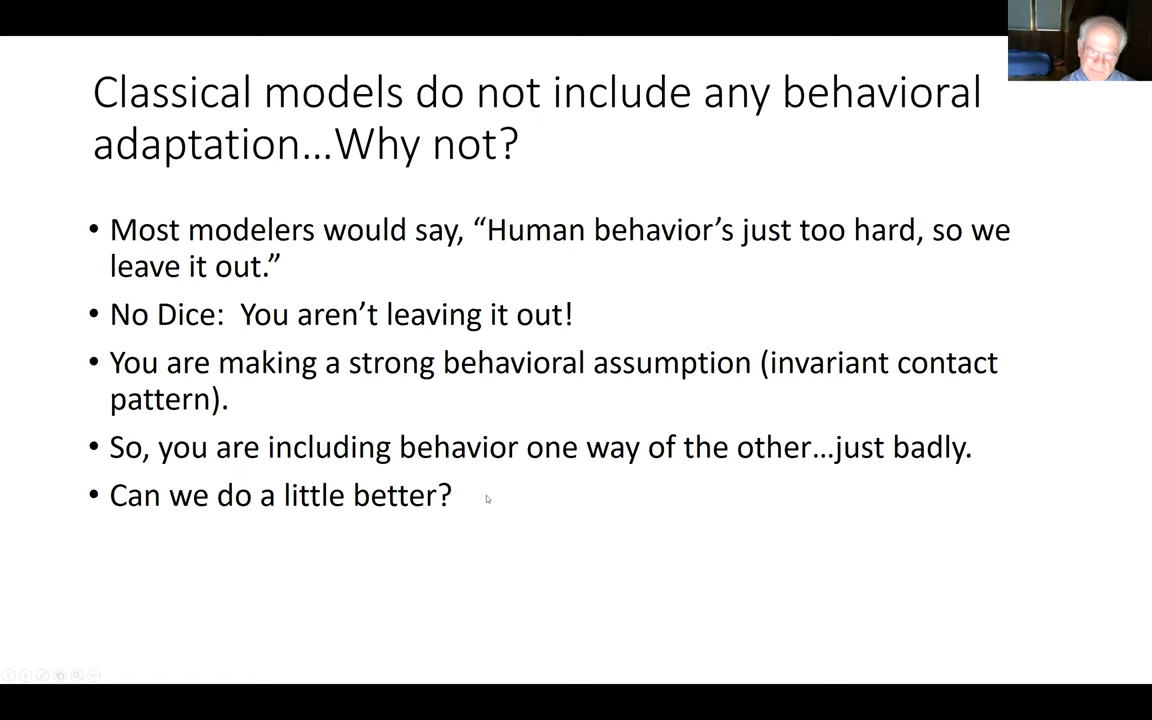 Classical models do not include any behavioral
adaptation…Why not?
• Most modelers would say, “Human behavior’s just too hard, so we
leave it out.”
• No Dice:  You aren’t leaving it out!
• You are making a strong behavioral assumption (invariant contact
pattern).
• So, you are including behavior one way of the other…just badly.
• Can we do a little better?